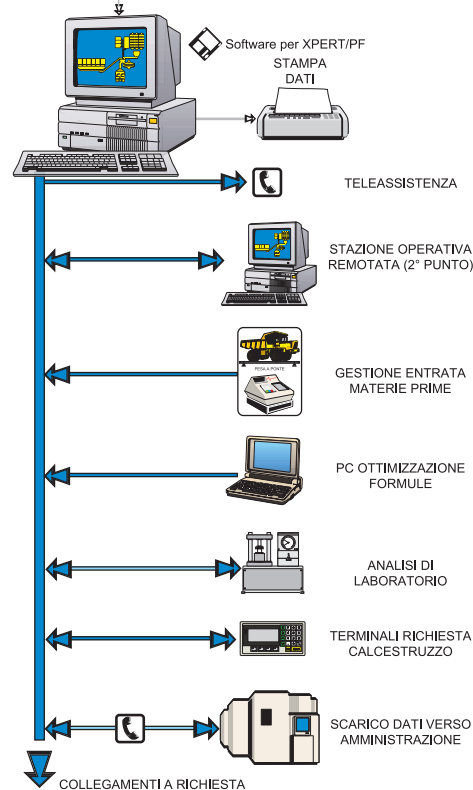 Software per XPERT/PF
STAMPA
DATI
TELEASSISTENZA
STAZIONE OPERATIVA
REMOTATA (2° PUNTO)
PESA A PONTE
GESTIONE ENTRATA
MATERIE PRIME
PC OTTIMIZZAZIONE
FORMULE
ANALISI DI
LABORATORIO
TERMINALI RICHIESTA
CALCESTRUZZO
SCARICO DATI VERSO
AMMINISTRAZIONE
COLLEGAMENTI A RICHIESTA